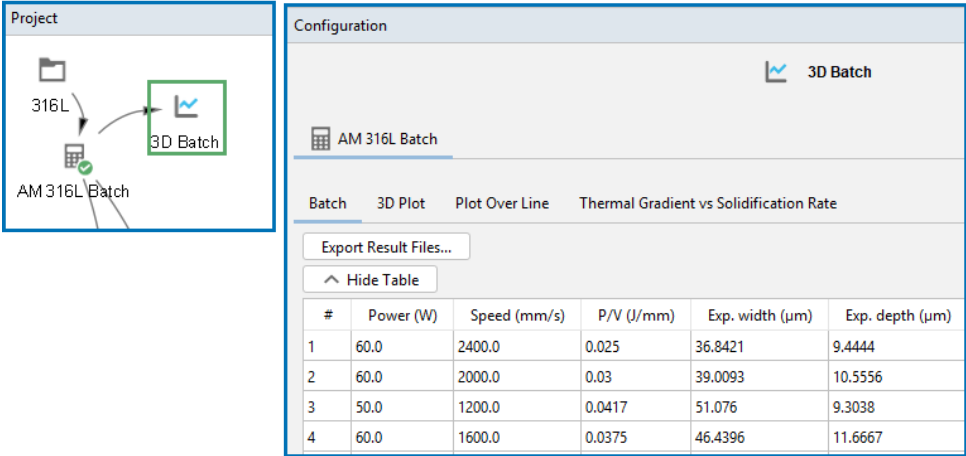 Project
316L
3D Batch
AM 316L Batch
Configuration
3D Batch
AM 316L Batch
Batch 3D Plot Plot Over Line Thermal Gradient vs Solidification Rate
Export Result Files...
Hide Table
# Power (W) Speed (mm/s) P/V (J/mm) Exp. width (µm) Exp. depth (µm)
1 60.0 2400.0 0.025 36.8421 9.4444
2 60.0 2000.0 0.03 39.0093 10.5556
3 50.0 1200.0 0.0417 51.076 9.3038
4 60.0 1600.0 0.0375 46.4396 11.6667